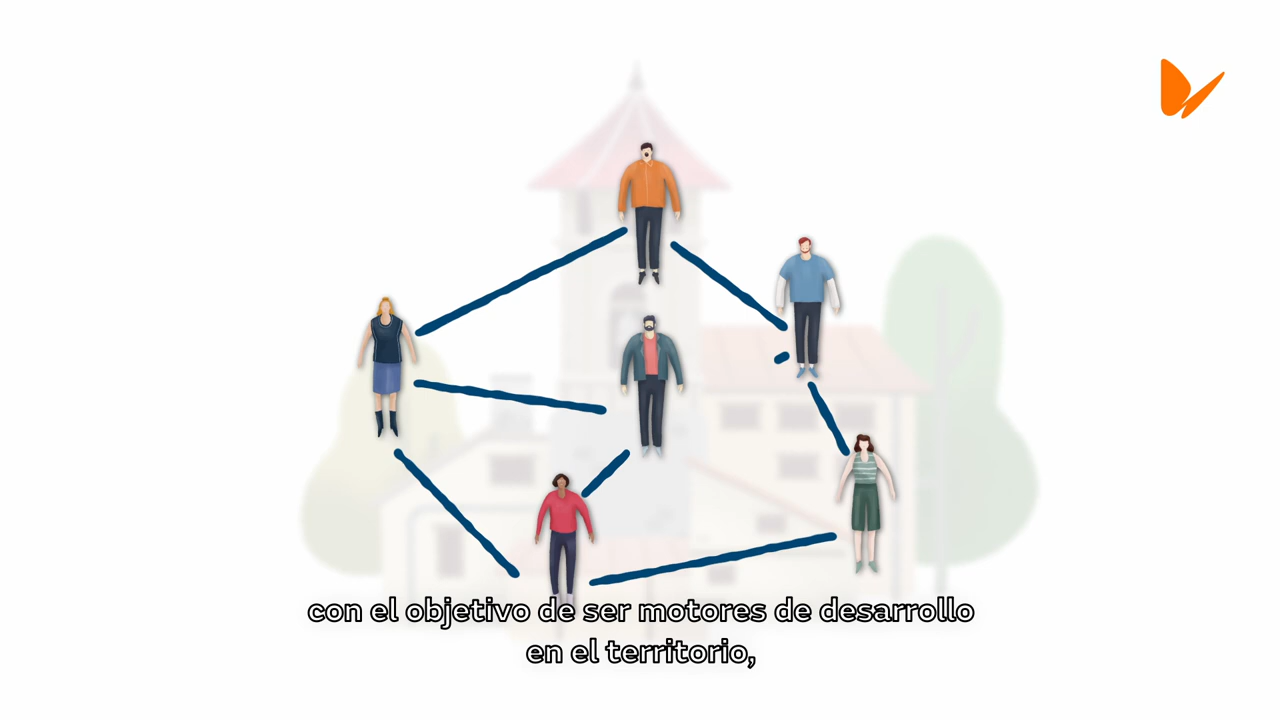 con el objetivo de ser motores de desarrollo
en el territorio,